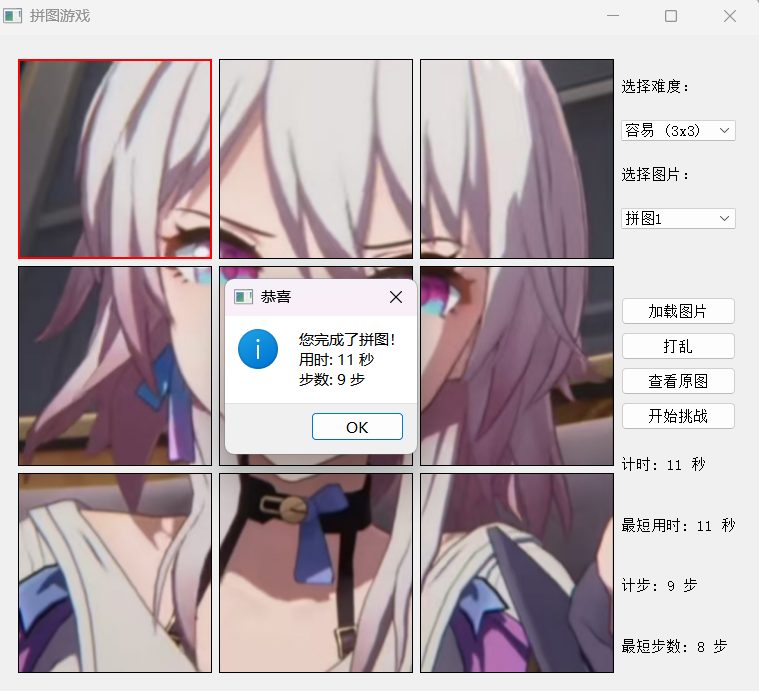 拼图游戏
选择难度：
容易 (3x3)
选择图片：
拼图1
加载图片
打乱
查看原图
开始挑战
计时: 11 秒
最短用时: 11 秒
计步: 9 步
最短步数: 8 步
恭喜
您完成了拼图！
用时: 11 秒
步数: 9 步
OK